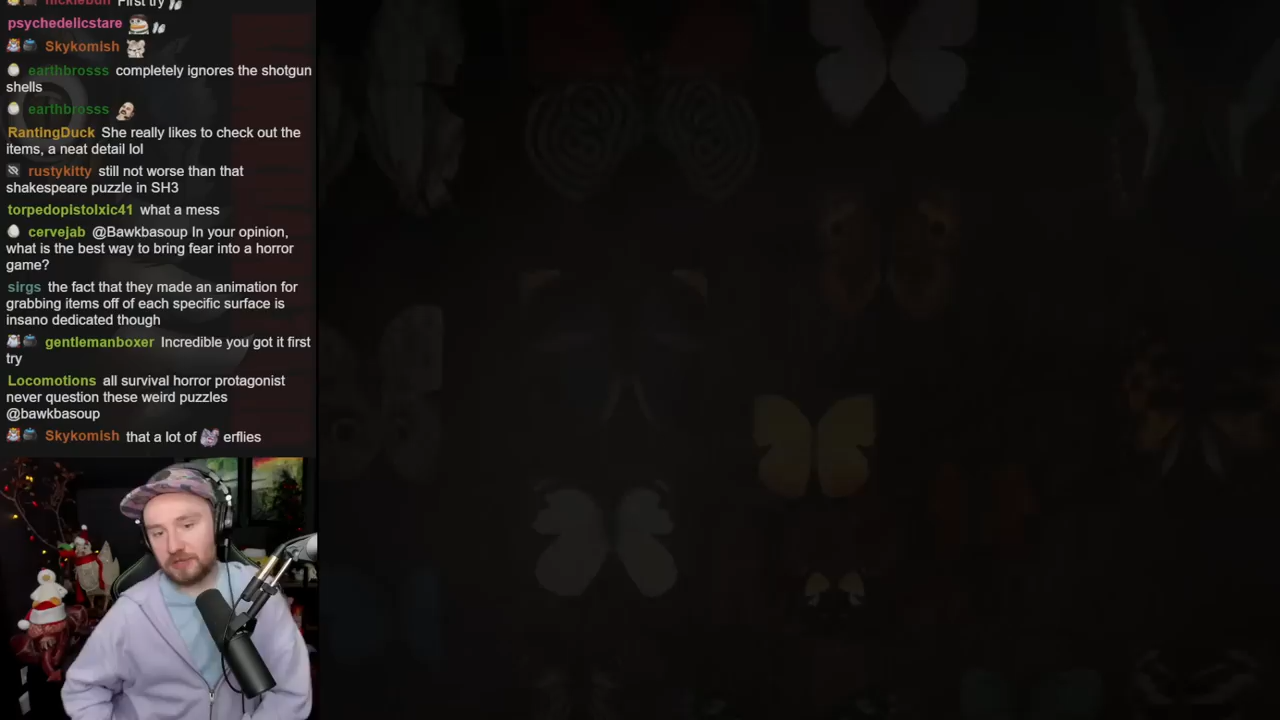 nicklebun First try
psychedelicstare
Skykomish
earthbrosss completely ignores the shotgun
shells
earthbrosss
RantingDuck She really likes to check out the
items, a neat detail lol
rustykitty still not worse than that
shakespeare puzzle in SH3
torpedopistolxic41 what a mess
cervejab @Bawkbasoup In your opinion,
what is the best way to bring fear into a horror
game?
sirgs the fact that they made an animation for
grabbing items off of each specific surface is
insano dedicated though
gentlemanboxer Incredible you got it first
try
Locomotions all survival horror protagonist
never question these weird puzzles
@bawkbasoup
Skykomish that a lot of erflies